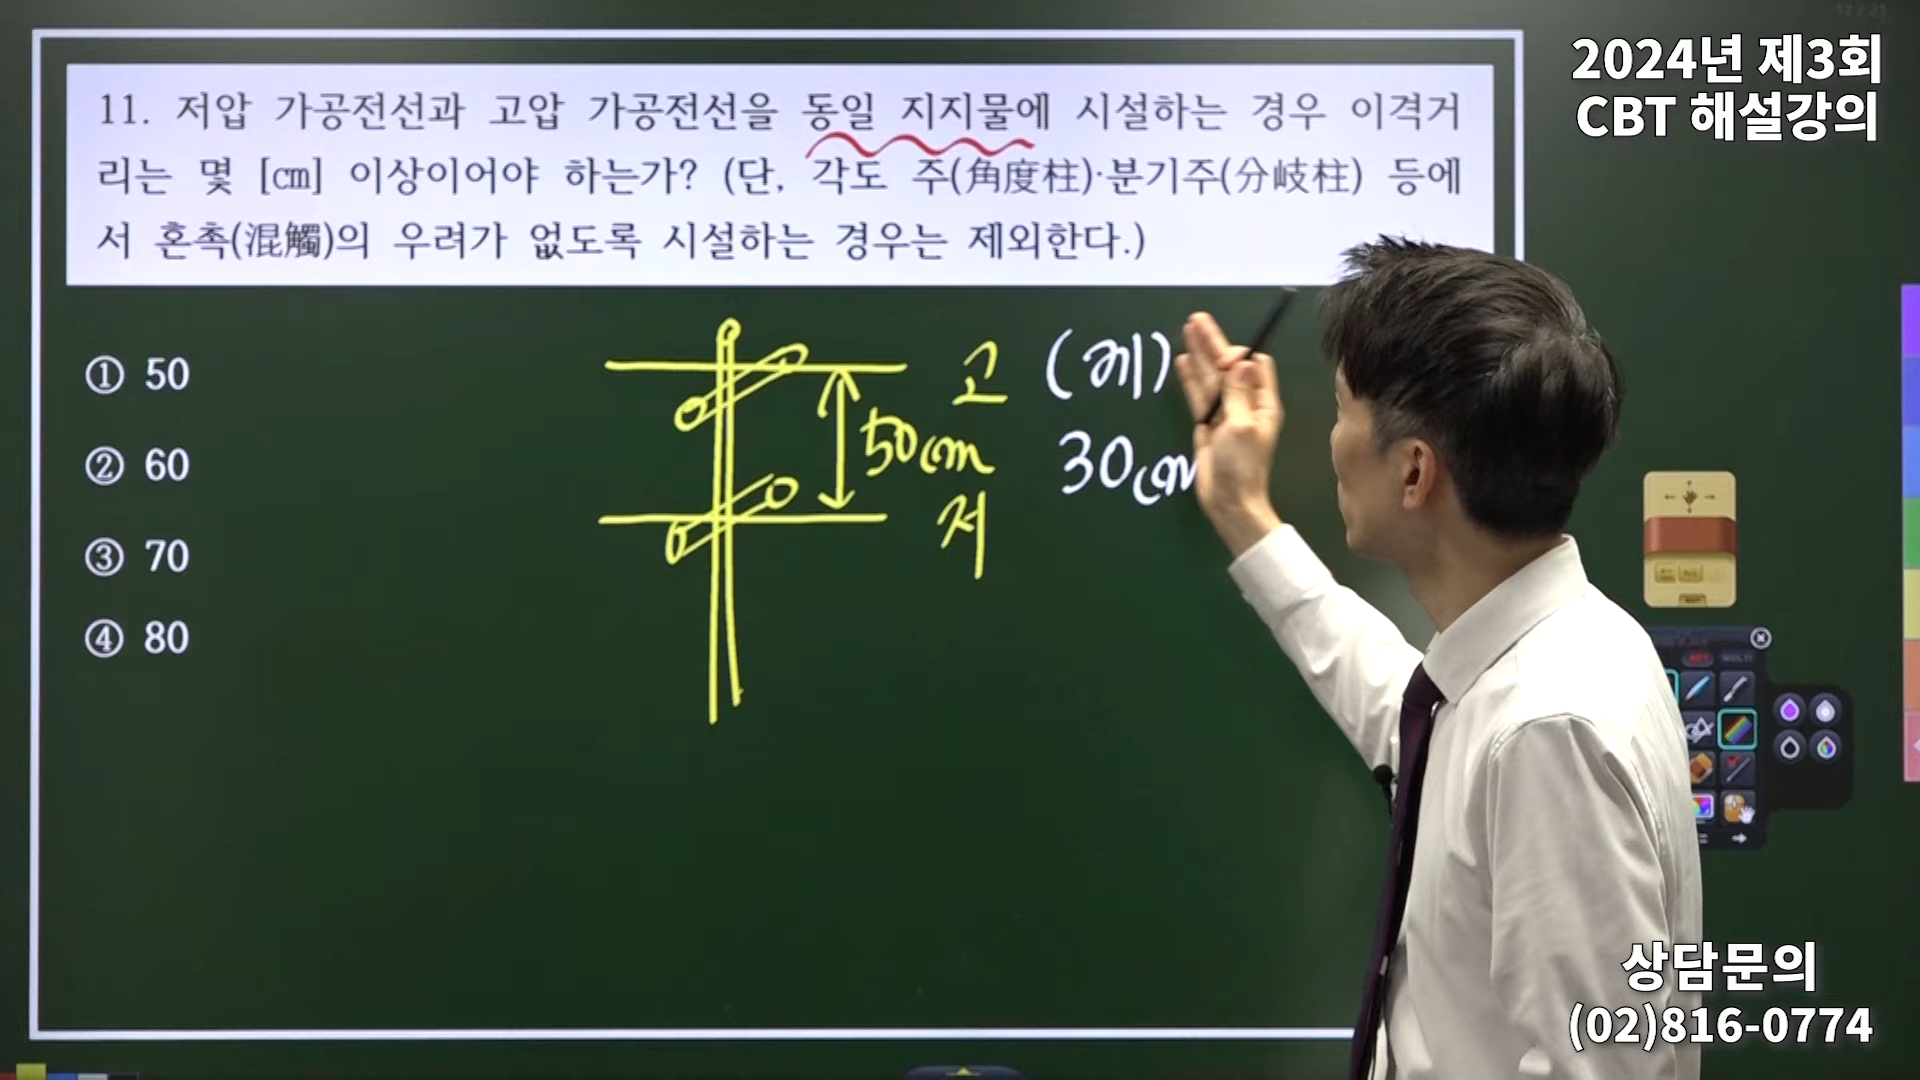 2024년 제3회
CBT 해설강의
11. 저압 가공전선과 고압 가공전선을 동일 지지물에 시설하는 경우 이격거
리는 몇 [㎝] 이상이어야 하는가? (단, 각도 주(角度柱)·분기주(分岐柱) 등에
서 혼촉(混觸)의 우려가 없도록 시설하는 경우는 제외한다.)
① 50
② 60
③ 70
④ 80
고 (케)
50cm
30cm
저
상담문의
(02)816-0774